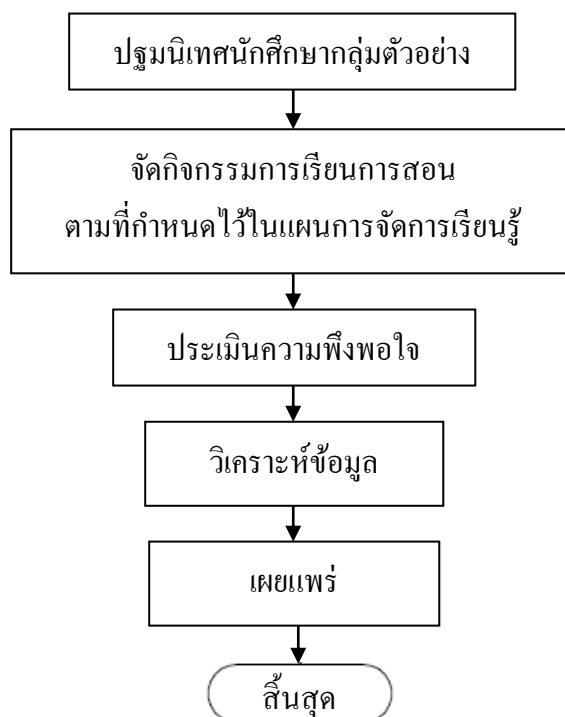 ปฐมนิเทศนักศึกษากลุ่มตัวอย่าง
จัดกิจกรรมการเรียนการสอน
ตามที่กำหนดไว้ในแผนการจัดการเรียนรู้
ประเมินความพึงพอใจ
วิเคราะห์ข้อมูล
เผยแพร่
สิ้นสุด